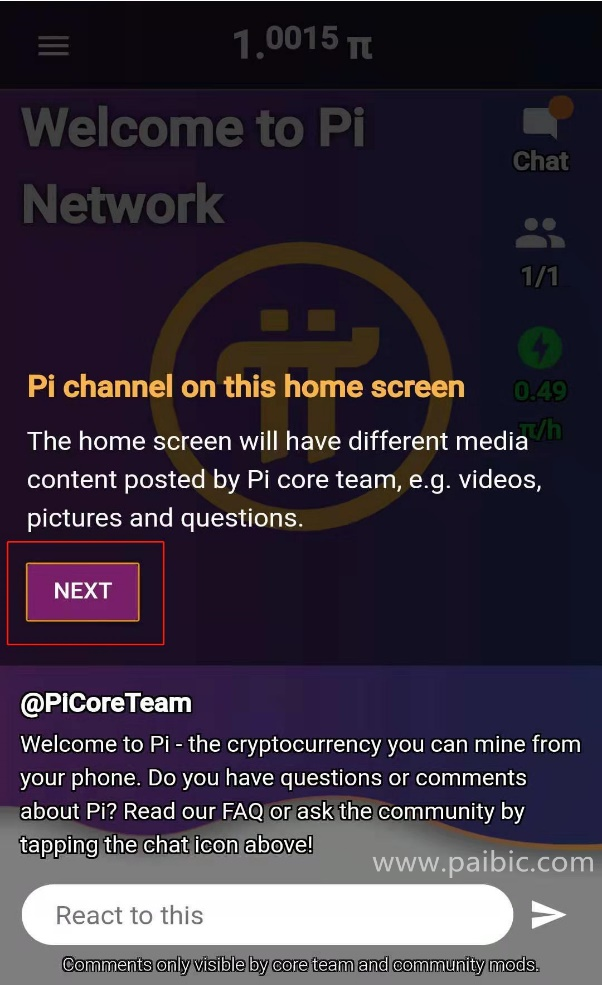 1.0015 π
Welcome to Pi
Network
Chat
1/1
0.49
π/h
Pi channel on this home screen
The home screen will have different media
content posted by Pi core team, e.g. videos,
pictures and questions.
NEXT
@PiCoreTeam
Welcome to Pi - the cryptocurrency you can mine from
your phone. Do you have questions or comments
about Pi? Read our FAQ or ask the community by
tapping the chat icon above!
www.paibic.com
React to this
Comments only visible by core team and community mods.